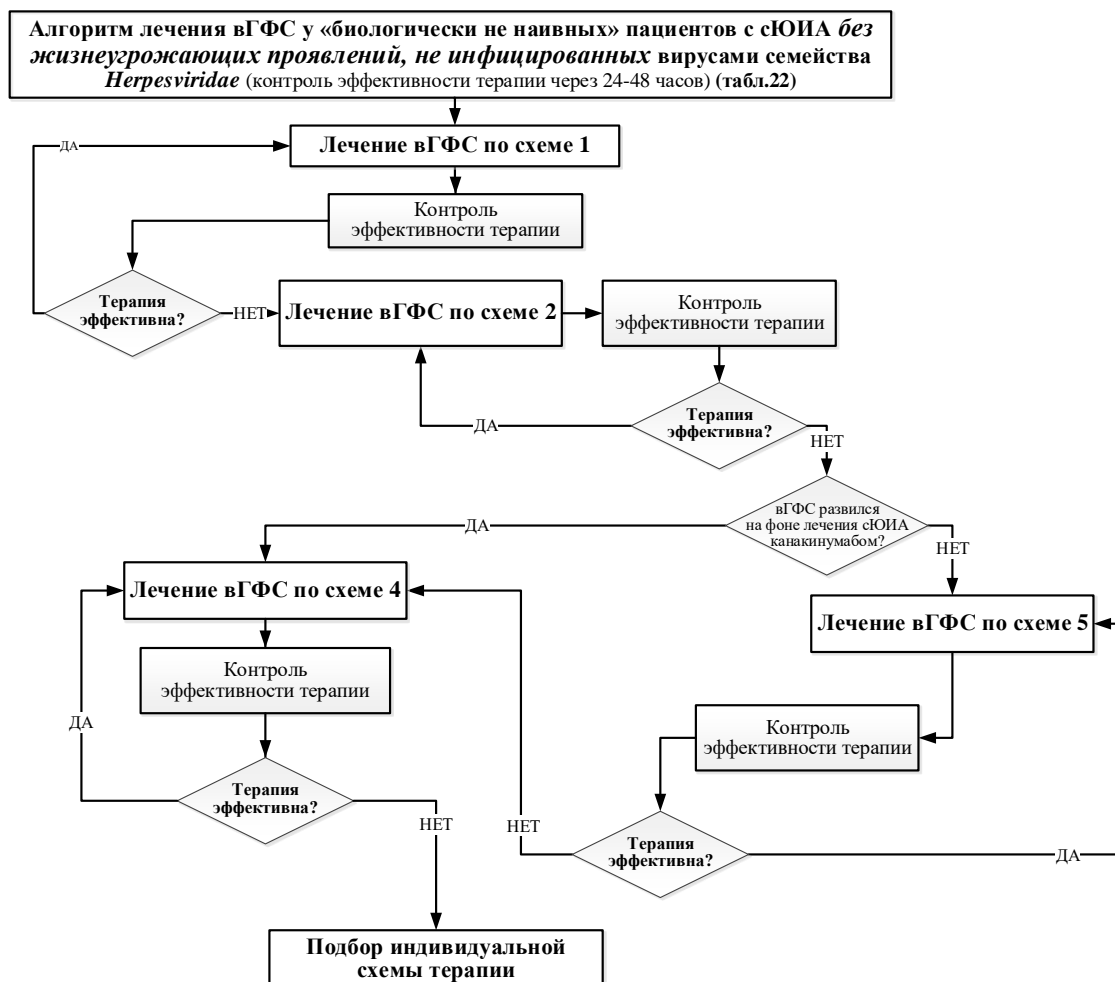 Алгоритм лечения вГФС у «биологически не наивных» пациентов с сЮИА без
жизнеугрожающих проявлений, не инфицированных вирусами семейства
Herpesviridae (контроль эффективности терапии через 24-48 часов) (табл.22)
ДА
Лечение вГФС по схеме 1
Контроль
эффективности терапии
Терапия
эффективна?
НЕТ
Лечение вГФС по схеме 2
Контроль
эффективности терапии
ДА
Терапия
эффективна?
НЕТ
вГФС развился
на фоне лечения сЮИА
канакинумабом?
ДА
НЕТ
Лечение вГФС по схеме 4
Лечение вГФС по схеме 5
Контроль
эффективности терапии
ДА
Контроль
эффективности терапии
Терапия
эффективна?
НЕТ
НЕТ
Терапия
эффективна?
ДА
Подбор индивидуальной
схемы терапии